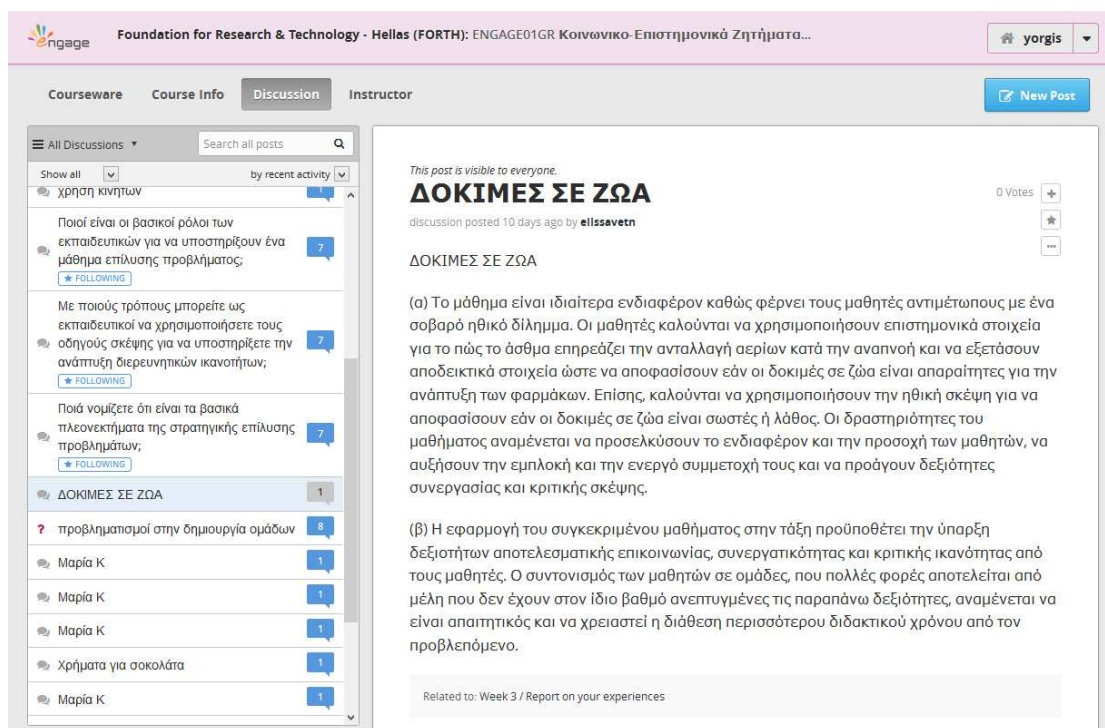 engage
Foundation for Research & Technology - Hellas (FORTH): ENGAGE01GR Κοινωνικο-Επιστημονικά Ζητήματα...
yorgis
Courseware Course Info Discussion Instructor
New Post
All Discussions
Search all posts
Show all
by recent activity
χρήση κινητών
1
Ποιοί είναι οι βασικοί ρόλοι των
εκπαιδευτικών για να υποστηρίξουν ένα
μάθημα επίλυσης προβλήματος;
7
FOLLOWING
Με ποιούς τρόπους μπορείτε ως
εκπαιδευτικοί να χρησιμοποιήσετε τους
οδηγούς σκέψης για να υποστηρίξετε την
ανάπτυξη διερευνητικών ικανοτήτων;
7
FOLLOWING
Ποιά νομίζετε ότι είναι τα βασικά
πλεονεκτήματα της στρατηγικής επίλυσης
προβλημάτων;
7
FOLLOWING
ΔΟΚΙΜΕΣ ΣΕ ΖΩΑ
1
? προβληματισμοί στην δημιουργία ομάδων
8
Μαρία Κ
1
Μαρία Κ
1
Μαρία Κ
1
Χρήματα για σοκολάτα
1
Μαρία Κ
1
This post is visible to everyone.
ΔΟΚΙΜΕΣ ΣΕ ΖΩΑ
0 Votes
discussion posted 10 days ago by elissavetn
ΔΟΚΙΜΕΣ ΣΕ ΖΩΑ
(α) Το μάθημα είναι ιδιαίτερα ενδιαφέρον καθώς φέρνει τους μαθητές αντιμέτωπους με ένα
σοβαρό ηθικό δίλημμα. Οι μαθητές καλούνται να χρησιμοποιήσουν επιστημονικά στοιχεία
για το πώς το άσθμα επηρεάζει την ανταλλαγή αερίων κατά την αναπνοή και να εξετάσουν
αποδεικτικά στοιχεία ώστε να αποφασίσουν εάν οι δοκιμές σε ζώα είναι απαραίτητες για την
ανάπτυξη των φαρμάκων. Επίσης, καλούνται να χρησιμοποιήσουν την ηθική σκέψη για να
αποφασίσουν εάν οι δοκιμές σε ζώα είναι σωστές ή λάθος. Οι δραστηριότητες του
μαθήματος αναμένεται να προσελκύσουν το ενδιαφέρον και την προσοχή των μαθητών, να
αυξήσουν την εμπλοκή και την ενεργό συμμετοχή τους και να προάγουν δεξιότητες
συνεργασίας και κριτικής σκέψης.
(β) Η εφαρμογή του συγκεκριμένου μαθήματος στην τάξη προϋποθέτει την ύπαρξη
δεξιοτήτων αποτελεσματικής επικοινωνίας, συνεργατικότητας και κριτικής ικανότητας από
τους μαθητές. Ο συντονισμός των μαθητών σε ομάδες, που πολλές φορές αποτελείται από
μέλη που δεν έχουν στον ίδιο βαθμό ανεπτυγμένες τις παραπάνω δεξιότητες, αναμένεται να
είναι απαιτητικός και να χρειαστεί η διάθεση περισσότερου διδακτικού χρόνου από τον
προβλεπόμενο.
Related to: Week 3 / Report on your experiences